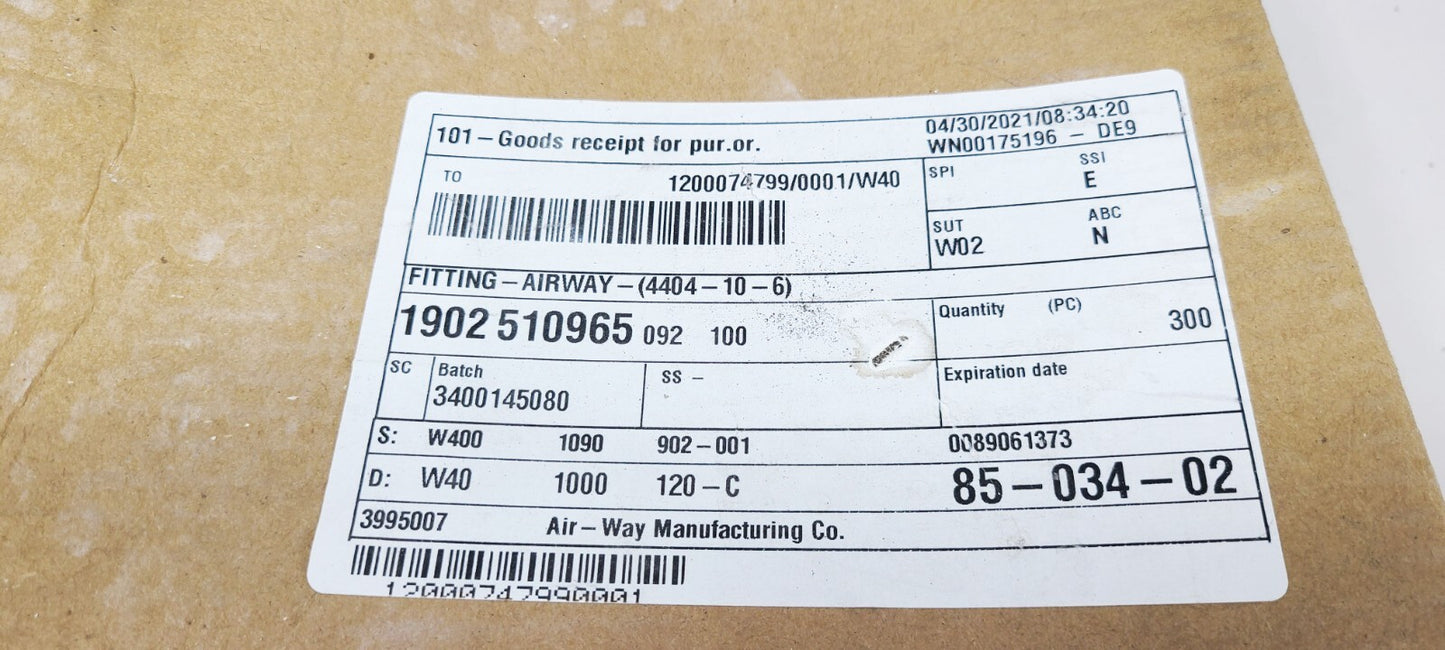 101 – Goods receipt for pur.or.
04/30/2021/08:34:20
WN00175196 – DE9
TO
1200074799/0001/W40
SPI
SSI
E
SUT
W02
ABC
N
FITTING – AIRWAY – (4404 – 10 – 6)
1902 510965 092 100
Quantity (PC)
300
SC
Batch
3400145080
SS –
Expiration date
S: W400 1090 902 – 001 0089061373
D: W40 1000 120 – C 85 – 034 – 02
3995007 Air – Way Manufacturing Co.
12000747990001